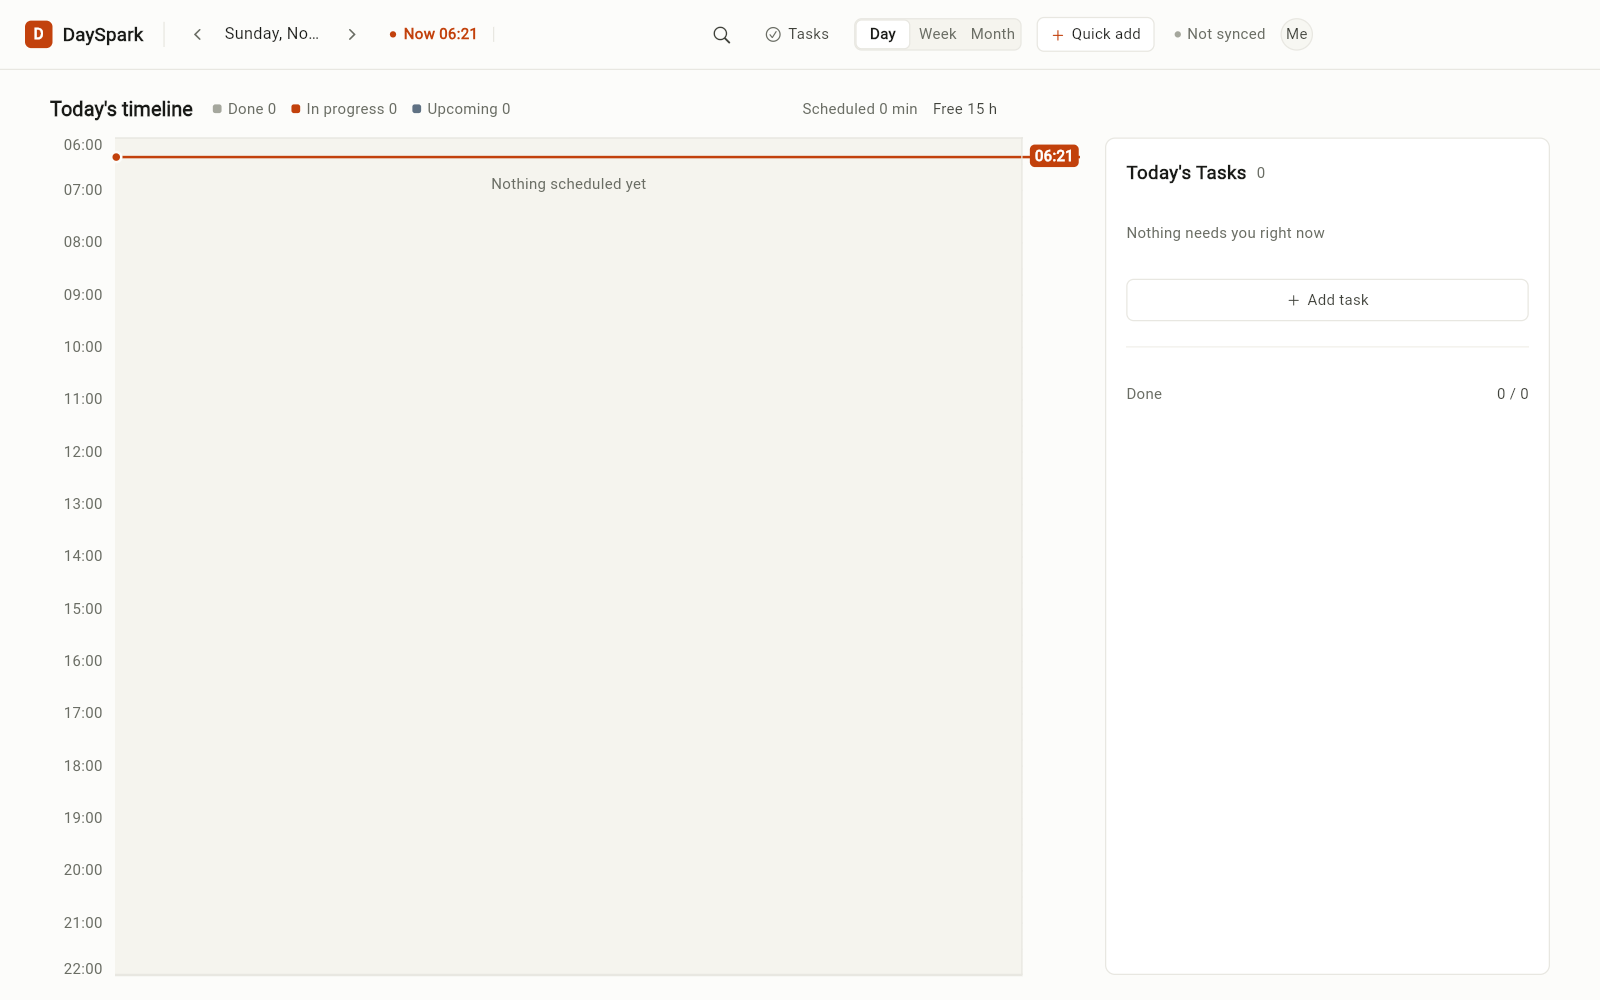 D DaySpark
Sunday, No...
Now 06:21
Tasks
Day Week Month
Quick add
Not synced
Me
Today's timeline
Done 0
In progress 0
Upcoming 0
Scheduled 0 min
Free 15 h
06:00
07:00
08:00
09:00
10:00
11:00
12:00
13:00
14:00
15:00
16:00
17:00
18:00
19:00
20:00
21:00
22:00
06:21
Nothing scheduled yet
Today's Tasks 0
Nothing needs you right now
+ Add task
Done 0 / 0